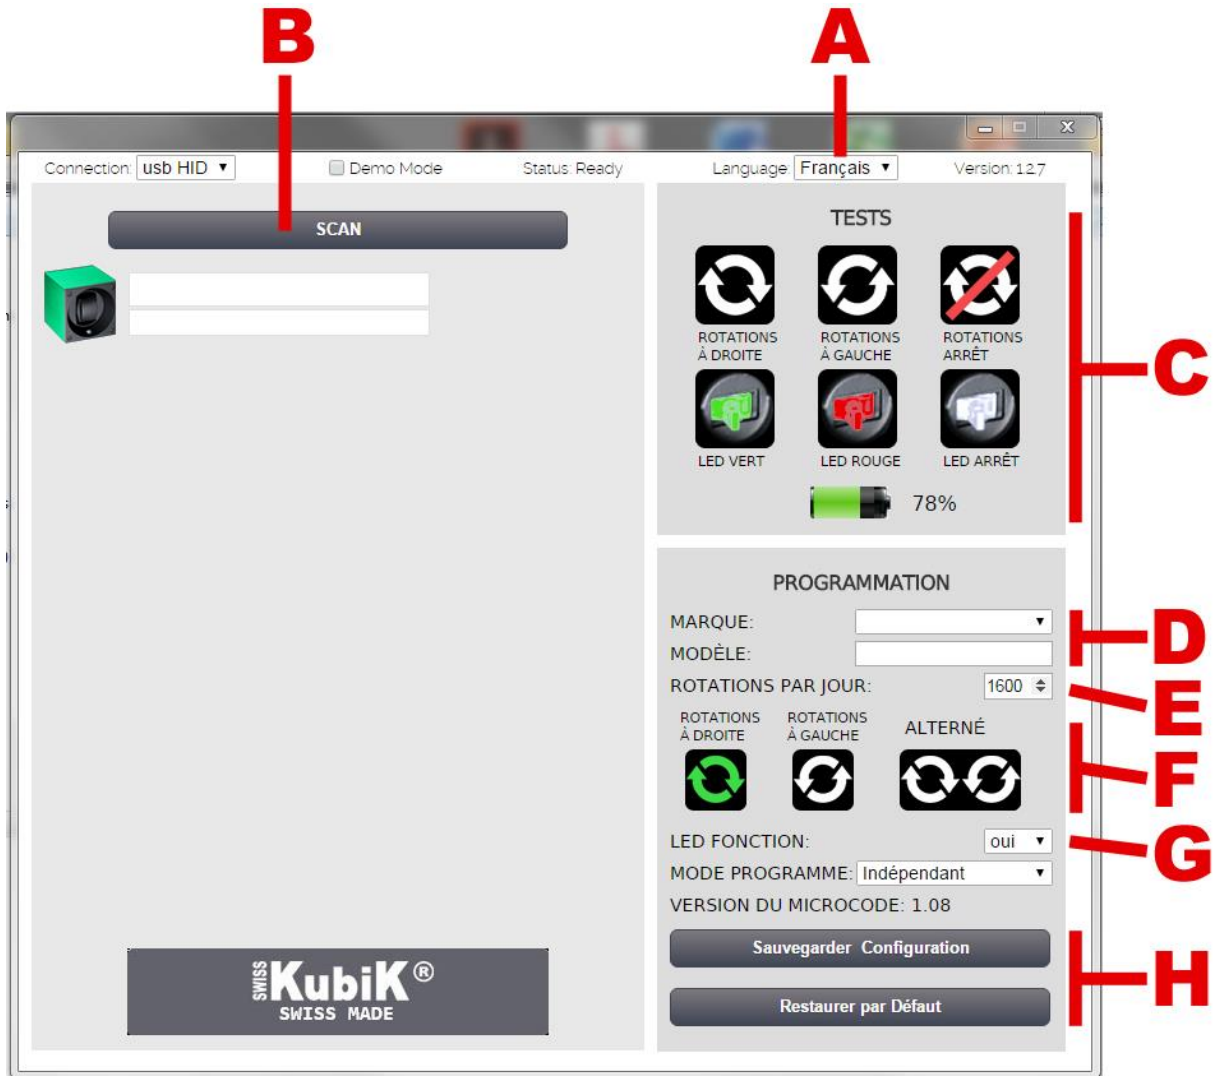 B
A
Connection: usb HID
Demo Mode
Status: Ready
Language: Français
Version: 1.2.7
SCAN
TESTS
ROTATIONS
À DROITE
ROTATIONS
À GAUCHE
ROTATIONS
ARRÊT
C
LED VERT
LED ROUGE
LED ARRÊT
78%
PROGRAMMATION
MARQUE:
D
MODÈLE:
ROTATIONS PAR JOUR: 1600
E
ROTATIONS
À DROITE
ROTATIONS
À GAUCHE
ALTERNÉ
F
LED FONCTION: oui
G
MODE PROGRAMME: Indépendant
VERSION DU MICROCODE: 1.08
Sauvegarder Configuration
H
Restaurer par Défaut
SWISS KubiK®
SWISS MADE